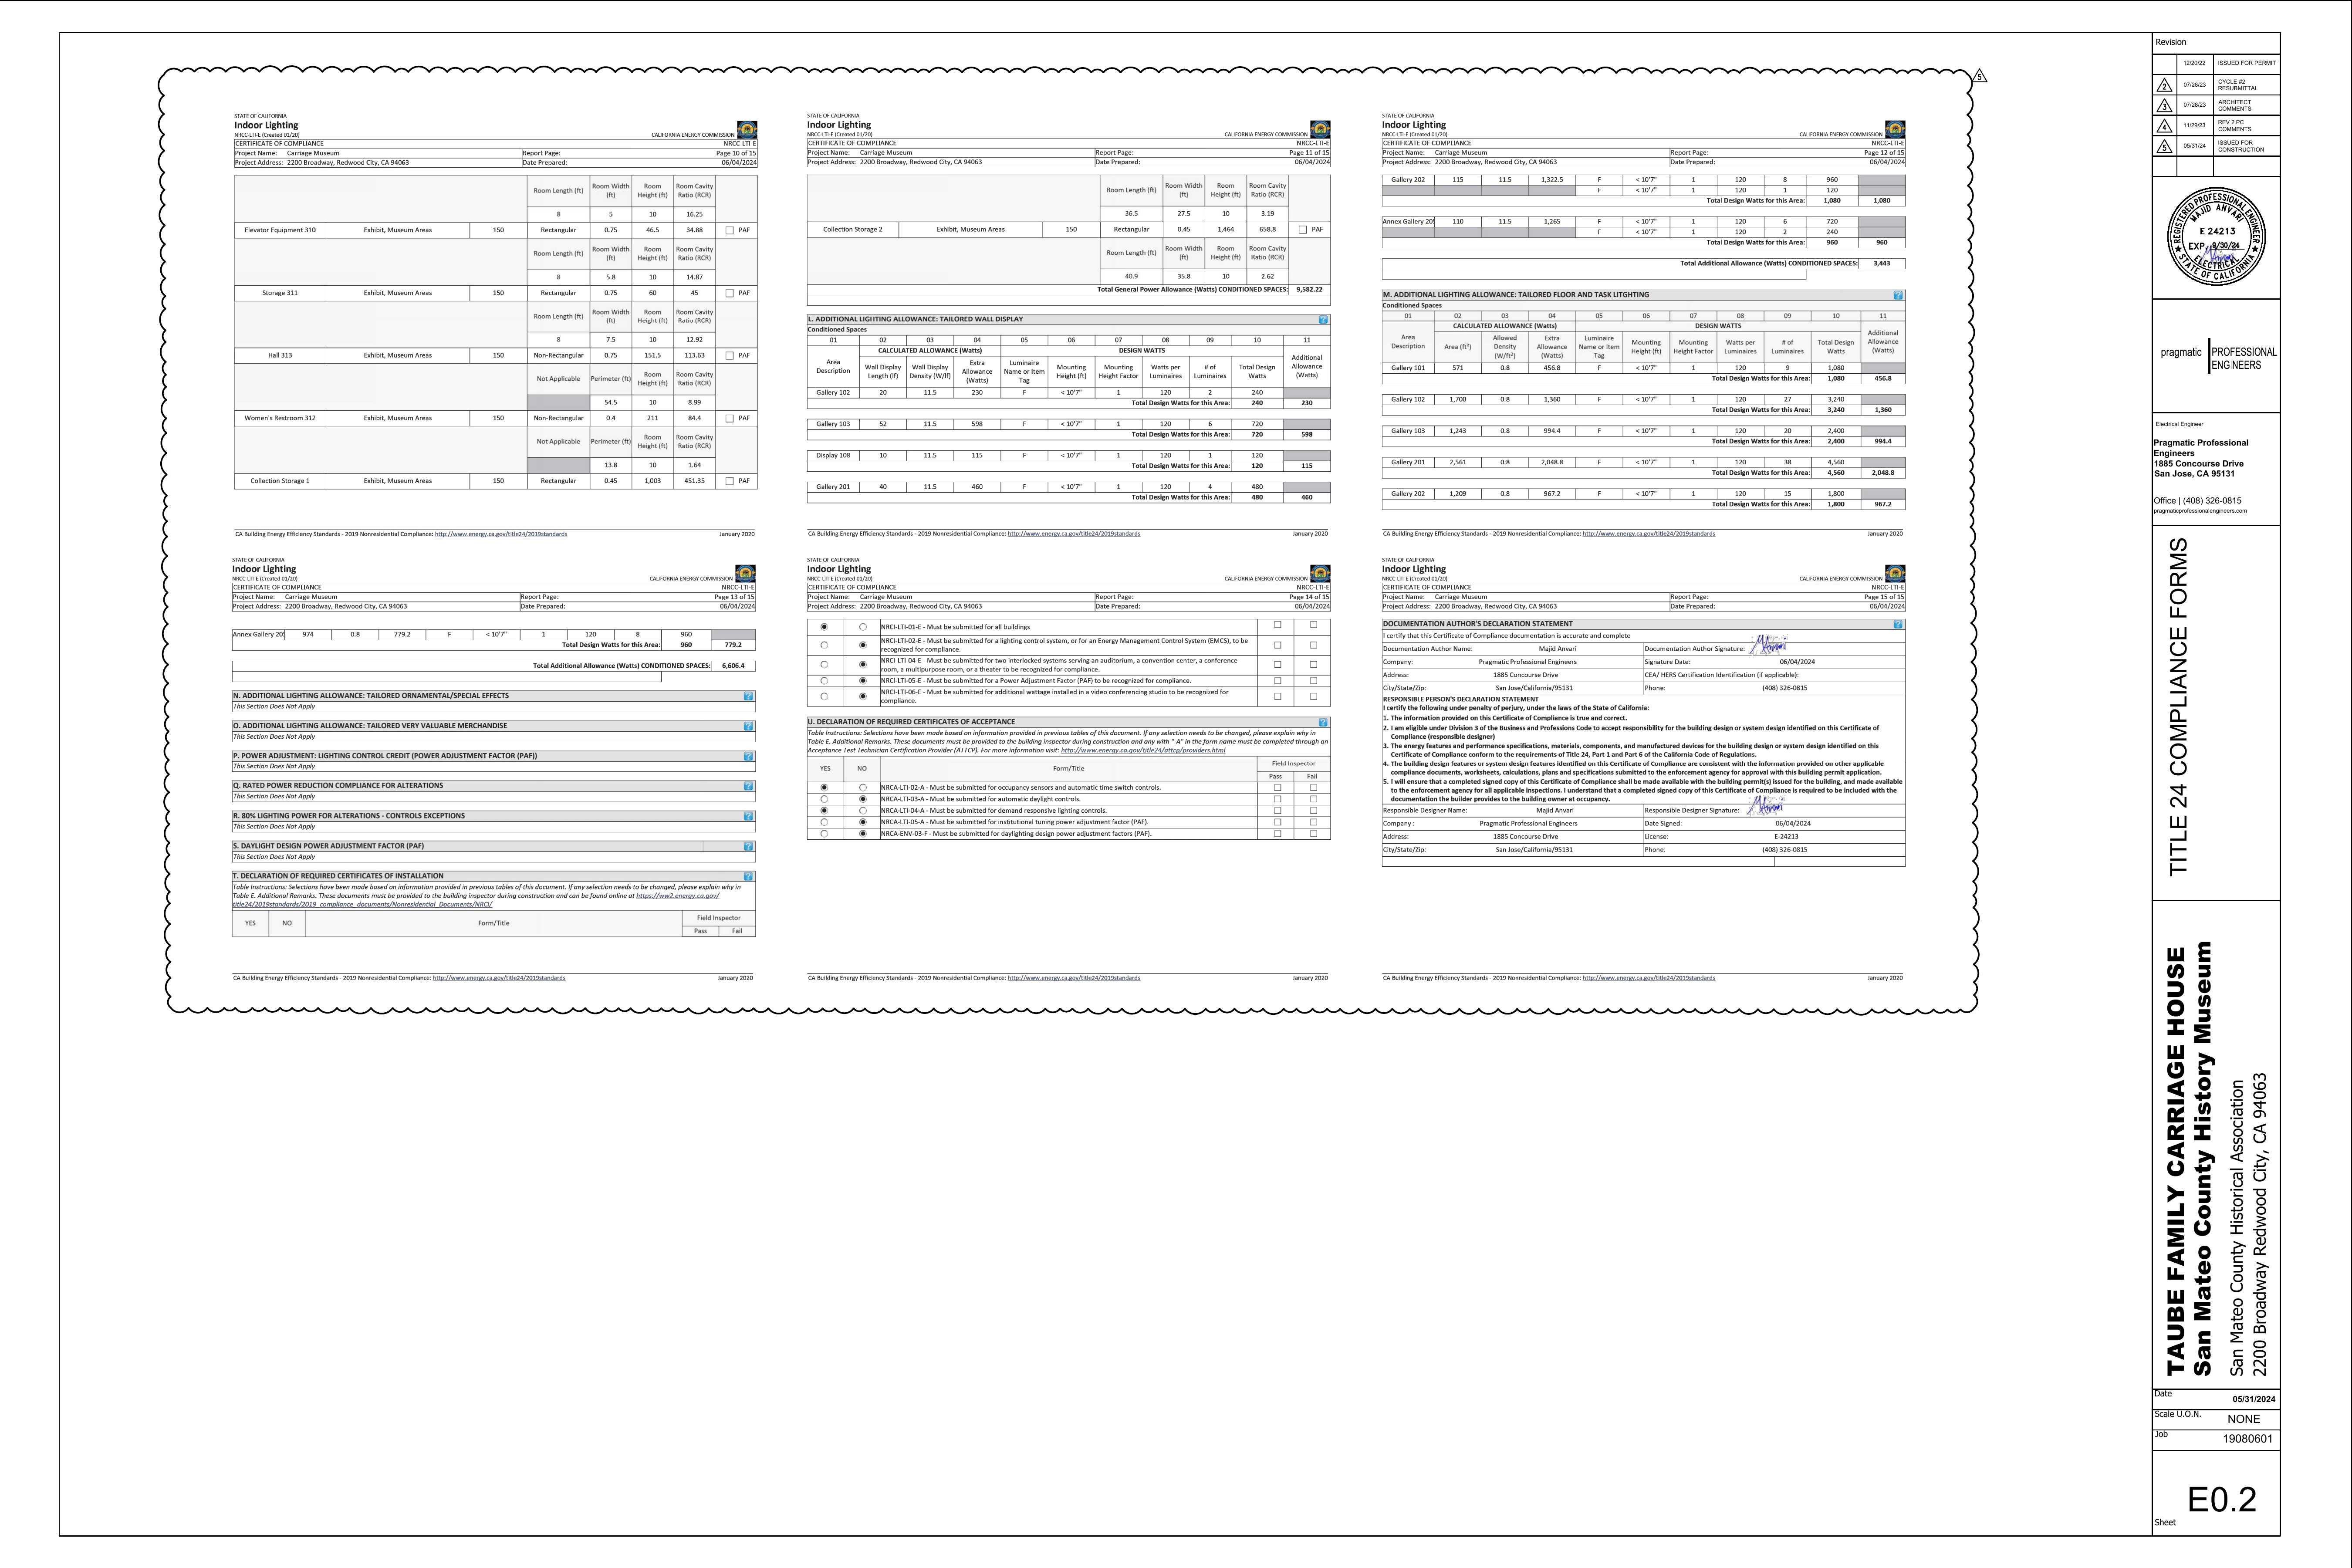 STATE OF CALIFORNIA
Indoor Lighting
NRCC-LTI-E (Created 01/20) CALIFORNIA ENERGY COMMISSION
CERTIFICATE OF COMPLIANCE NRCC-LTI-E
Project Name: Carriage Museum Report Page: Page 10 of 15
Project Address: 2200 Broadway, Redwood City, CA 94063 Date Prepared: 06/04/2024
Room Length (ft) Room Width (ft) Room Height (ft) Room Cavity Ratio (RCR)
8 5 10 16.25
Elevator Equipment 310 Exhibit, Museum Areas 150 Rectangular 0.75 46.5 34.88 PAF
Room Length (ft) Room Width (ft) Room Height (ft) Room Cavity Ratio (RCR)
8 5.8 10 14.87
Storage 311 Exhibit, Museum Areas 150 Rectangular 0.75 60 45 PAF
Room Length (ft) Room Width (ft) Room Height (ft) Room Cavity Ratio (RCR)
8 7.5 10 12.92
Hall 313 Exhibit, Museum Areas 150 Non-Rectangular 0.75 151.5 113.63 PAF
Not Applicable Perimeter (ft) Room Height (ft) Room Cavity Ratio (RCR)
54.5 10 8.99
Women's Restroom 312 Exhibit, Museum Areas 150 Non-Rectangular 0.4 211 84.4 PAF
Not Applicable Perimeter (ft) Room Height (ft) Room Cavity Ratio (RCR)
13.8 10 1.64
Collection Storage 1 Exhibit, Museum Areas 150 Rectangular 0.45 1,003 451.35 PAF
CA Building Energy Efficiency Standards - 2019 Nonresidential Compliance: http://www.energy.ca.gov/title24/2019standards January 2020
STATE OF CALIFORNIA
Indoor Lighting
NRCC-LTI-E (Created 01/20) CALIFORNIA ENERGY COMMISSION
CERTIFICATE OF COMPLIANCE NRCC-LTI-E
Project Name: Carriage Museum Report Page: Page 11 of 15
Project Address: 2200 Broadway, Redwood City, CA 94063 Date Prepared: 06/04/2024
Room Length (ft) Room Width (ft) Room Height (ft) Room Cavity Ratio (RCR)
36.5 27.5 10 3.19
Collection Storage 2 Exhibit, Museum Areas 150 Rectangular 0.45 1,464 658.8 PAF
Room Length (ft) Room Width (ft) Room Height (ft) Room Cavity Ratio (RCR)
40.9 35.8 10 2.62
Total General Power Allowance (Watts) CONDITIONED SPACES: 9,582.22
L. ADDITIONAL LIGHTING ALLOWANCE: TAILORED WALL DISPLAY ?
Conditioned Spaces
01 02 03 04 05 06 07 08 09 10 11
CALCULATED ALLOWANCE (Watts) DESIGN WATTS
Area Description Wall Display Length (lf) Wall Display Density (W/lf) Extra Allowance (Watts) Luminaire Name or Item Tag Mounting Height (ft) Mounting Height Factor Watts per Luminaires # of Luminaires Total Design Watts Additional Allowance (Watts)
Gallery 102 20 11.5 230 F < 10'7" 1 120 2 240
Total Design Watts for this Area: 240 230
Gallery 103 52 11.5 598 F < 10'7" 1 120 6 720
Total Design Watts for this Area: 720 598
Display 108 10 11.5 115 F < 10'7" 1 120 1 120
Total Design Watts for this Area: 120 115
Gallery 201 40 11.5 460 F < 10'7" 1 120 4 480
Total Design Watts for this Area: 480 460
CA Building Energy Efficiency Standards - 2019 Nonresidential Compliance: http://www.energy.ca.gov/title24/2019standards January 2020
STATE OF CALIFORNIA
Indoor Lighting
NRCC-LTI-E (Created 01/20) CALIFORNIA ENERGY COMMISSION
CERTIFICATE OF COMPLIANCE NRCC-LTI-E
Project Name: Carriage Museum Report Page: Page 12 of 15
Project Address: 2200 Broadway, Redwood City, CA 94063 Date Prepared: 06/04/2024
Gallery 202 115 11.5 1,322.5 F < 10'7" 1 120 8 960
F < 10'7" 1 120 1 120
Total Design Watts for this Area: 1,080 1,080
Annex Gallery 205 110 11.5 1,265 F < 10'7" 1 120 6 720
F < 10'7" 1 120 2 240
Total Design Watts for this Area: 960 960
Total Additional Allowance (Watts) CONDITIONED SPACES: 3,443
M. ADDITIONAL LIGHTING ALLOWANCE: TAILORED FLOOR AND TASK LITGHTING ?
Conditioned Spaces
01 02 03 04 05 06 07 08 09 10 11
CALCULATED ALLOWANCE (Watts) DESIGN WATTS
Area Description Area (ft²) Allowed Density (W/ft²) Extra Allowance (Watts) Luminaire Name or Item Tag Mounting Height (ft) Mounting Height Factor Watts per Luminaires # of Luminaires Total Design Watts Additional Allowance (Watts)
Gallery 101 571 0.8 456.8 F < 10'7" 1 120 9 1,080
Total Design Watts for this Area: 1,080 456.8
Gallery 102 1,700 0.8 1,360 F < 10'7" 1 120 27 3,240
Total Design Watts for this Area: 3,240 1,360
Gallery 103 1,243 0.8 994.4 F < 10'7" 1 120 20 2,400
Total Design Watts for this Area: 2,400 994.4
Gallery 201 2,561 0.8 2,048.8 F < 10'7" 1 120 38 4,560
Total Design Watts for this Area: 4,560 2,048.8
Gallery 202 1,209 0.8 967.2 F < 10'7" 1 120 15 1,800
Total Design Watts for this Area: 1,800 967.2
CA Building Energy Efficiency Standards - 2019 Nonresidential Compliance: http://www.energy.ca.gov/title24/2019standards January 2020
STATE OF CALIFORNIA
Indoor Lighting
NRCC-LTI-E (Created 01/20) CALIFORNIA ENERGY COMMISSION
CERTIFICATE OF COMPLIANCE NRCC-LTI-E
Project Name: Carriage Museum Report Page: Page 13 of 15
Project Address: 2200 Broadway, Redwood City, CA 94063 Date Prepared: 06/04/2024
Annex Gallery 205 974 0.8 779.2 F < 10'7" 1 120 8 960
Total Design Watts for this Area: 960 779.2
Total Additional Allowance (Watts) CONDITIONED SPACES: 6,606.4
N. ADDITIONAL LIGHTING ALLOWANCE: TAILORED ORNAMENTAL/SPECIAL EFFECTS ?
This Section Does Not Apply
O. ADDITIONAL LIGHTING ALLOWANCE: TAILORED VERY VALUABLE MERCHANDISE ?
This Section Does Not Apply
P. POWER ADJUSTMENT: LIGHTING CONTROL CREDIT (POWER ADJUSTMENT FACTOR (PAF)) ?
This Section Does Not Apply
Q. RATED POWER REDUCTION COMPLIANCE FOR ALTERATIONS ?
This Section Does Not Apply
R. 80% LIGHTING POWER FOR ALTERATIONS - CONTROLS EXCEPTIONS ?
This Section Does Not Apply
S. DAYLIGHT DESIGN POWER ADJUSTMENT FACTOR (PAF) ?
This Section Does Not Apply
T. DECLARATION OF REQUIRED CERTIFICATES OF INSTALLATION ?
Table Instructions: Selections have been made based on information provided in previous tables of this document. If any selection needs to be changed, please explain why in
Table E. Additional Remarks. These documents must be provided to the building inspector during construction and can be found online at https://ww2.energy.ca.gov/
title24/2019standards/2019_compliance_documents/Nonresidential_Documents/NRCI/
YES NO Form/Title Field Inspector
Pass Fail
CA Building Energy Efficiency Standards - 2019 Nonresidential Compliance: http://www.energy.ca.gov/title24/2019standards January 2020
STATE OF CALIFORNIA
Indoor Lighting
NRCC-LTI-E (Created 01/20) CALIFORNIA ENERGY COMMISSION
CERTIFICATE OF COMPLIANCE NRCC-LTI-E
Project Name: Carriage Museum Report Page: Page 14 of 15
Project Address: 2200 Broadway, Redwood City, CA 94063 Date Prepared: 06/04/2024
NRCI-LTI-01-E - Must be submitted for all buildings
NRCI-LTI-02-E - Must be submitted for a lighting control system, or for an Energy Management Control System (EMCS), to be
recognized for compliance.
NRCI-LTI-04-E - Must be submitted for two interlocked systems serving an auditorium, a convention center, a conference
room, a multipurpose room, or a theater to be recognized for compliance.
NRCI-LTI-05-E - Must be submitted for a Power Adjustment Factor (PAF) to be recognized for compliance.
NRCI-LTI-06-E - Must be submitted for additional wattage installed in a video conferencing studio to be recognized for
compliance.
U. DECLARATION OF REQUIRED CERTIFICATES OF ACCEPTANCE ?
Table Instructions: Selections have been made based on information provided in previous tables of this document. If any selection needs to be changed, please explain why in
Table E. Additional Remarks. These documents must be provided to the building inspector during construction and any with "-A" in the form name must be completed through an
Acceptance Test Technician Certification Provider (ATTCP). For more information visit: http://www.energy.ca.gov/title24/attcp/providers.html
YES NO Form/Title Field Inspector
Pass Fail
NRCA-LTI-02-A - Must be submitted for occupancy sensors and automatic time switch controls.
NRCA-LTI-03-A - Must be submitted for automatic daylight controls.
NRCA-LTI-04-A - Must be submitted for demand responsive lighting controls.
NRCA-LTI-05-A - Must be submitted for institutional tuning power adjustment factor (PAF).
NRCA-ENV-03-F - Must be submitted for daylighting design power adjustment factors (PAF).
CA Building Energy Efficiency Standards - 2019 Nonresidential Compliance: http://www.energy.ca.gov/title24/2019standards January 2020
STATE OF CALIFORNIA
Indoor Lighting
NRCC-LTI-E (Created 01/20) CALIFORNIA ENERGY COMMISSION
CERTIFICATE OF COMPLIANCE NRCC-LTI-E
Project Name: Carriage Museum Report Page: Page 15 of 15
Project Address: 2200 Broadway, Redwood City, CA 94063 Date Prepared: 06/04/2024
DOCUMENTATION AUTHOR'S DECLARATION STATEMENT ?
I certify that this Certificate of Compliance documentation is accurate and complete
Documentation Author Name: Majid Anvari Documentation Author Signature:
Company: Pragmatic Professional Engineers Signature Date: 06/04/2024
Address: 1885 Concourse Drive CEA/ HERS Certification Identification (if applicable):
City/State/Zip: San Jose/California/95131 Phone: (408) 326-0815
RESPONSIBLE PERSON'S DECLARATION STATEMENT
I certify the following under penalty of perjury, under the laws of the State of California:
1. The information provided on this Certificate of Compliance is true and correct.
2. I am eligible under Division 3 of the Business and Professions Code to accept responsibility for the building design or system design identified on this Certificate of
Compliance (responsible designer)
3. The energy features and performance specifications, materials, components, and manufactured devices for the building design or system design identified on this
Certificate of Compliance conform to the requirements of Title 24, Part 1 and Part 6 of the California Code of Regulations.
4. The building design features or system design features identified on this Certificate of Compliance are consistent with the information provided on other applicable
compliance documents, worksheets, calculations, plans and specifications submitted to the enforcement agency for approval with this building permit application.
5. I will ensure that a completed signed copy of this Certificate of Compliance shall be made available with the building permit(s) issued for the building, and made available
to the enforcement agency for all applicable inspections. I understand that a completed signed copy of this Certificate of Compliance is required to be included with the
documentation the builder provides to the building owner at occupancy.
Responsible Designer Name: Majid Anvari Responsible Designer Signature:
Company : Pragmatic Professional Engineers Date Signed: 06/04/2024
Address: 1885 Concourse Drive License: E-24213
City/State/Zip: San Jose/California/95131 Phone: (408) 326-0815
CA Building Energy Efficiency Standards - 2019 Nonresidential Compliance: http://www.energy.ca.gov/title24/2019standards January 2020
5
Revision
12/20/22 ISSUED FOR PERMIT
2 07/28/23 CYCLE #2 RESUBMITTAL
3 07/28/23 ARCHITECT COMMENTS
4 11/29/23 REV 2 PC COMMENTS
5 05/31/24 ISSUED FOR CONSTRUCTION
REGISTERED PROFESSIONAL ENGINEER
MAJID ANVARI
E 24213
EXP. 9/30/24
ELECTRICAL
STATE OF CALIFORNIA
pragmatic PROFESSIONAL ENGINEERS
Electrical Engineer
Pragmatic Professional
Engineers
1885 Concourse Drive
San Jose, CA 95131
Office | (408) 326-0815
pragmaticprofessionalengineers.com
TITLE 24 COMPLIANCE FORMS
TAUBE FAMILY CARRIAGE HOUSE
San Mateo County History Museum
San Mateo County Historical Association
2200 Broadway Redwood City, CA 94063
Date 05/31/2024
Scale U.O.N. NONE
Job 19080601
E0.2
Sheet